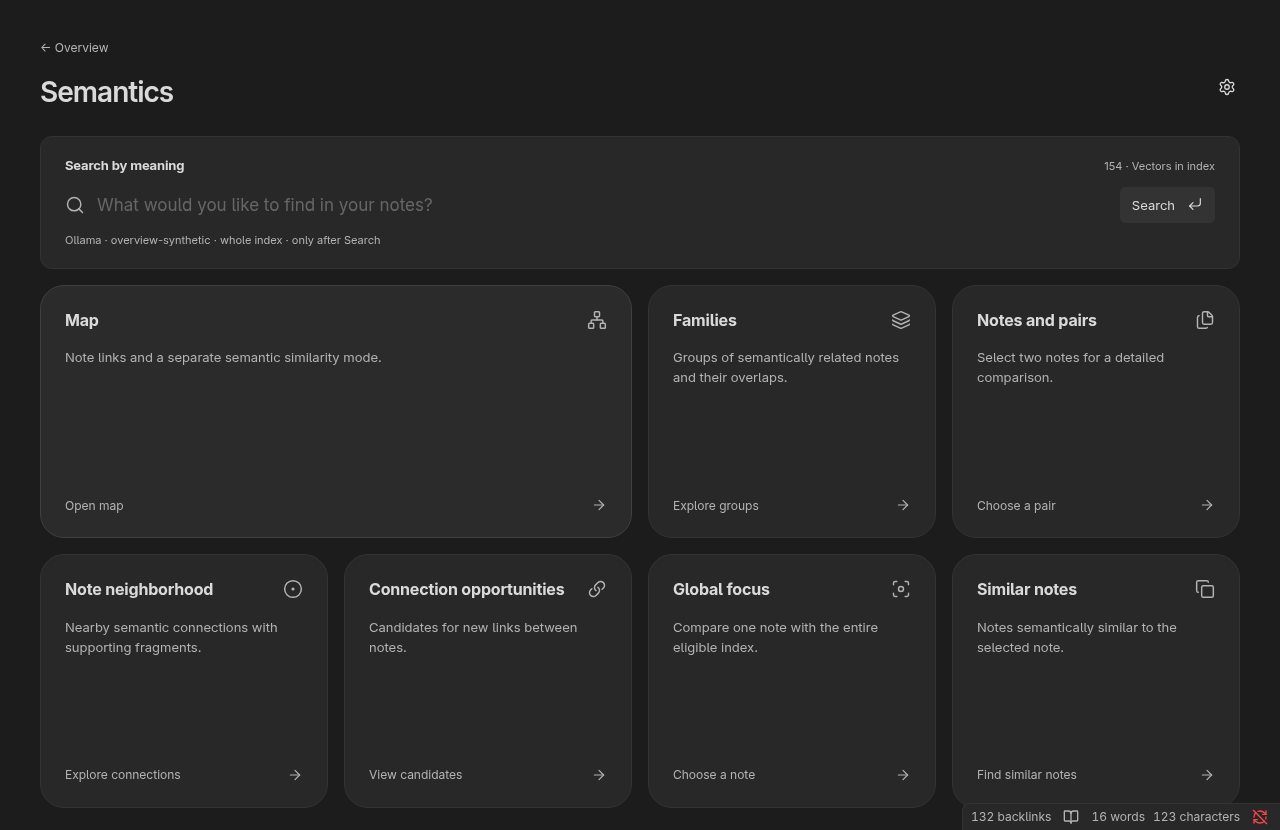 ← Overview
Semantics
Search by meaning
154 · Vectors in index
What would you like to find in your notes?
Search
Ollama · overview-synthetic · whole index · only after Search
Map
Note links and a separate semantic similarity mode.
Open map
Families
Groups of semantically related notes
and their overlaps.
Explore groups
Notes and pairs
Select two notes for a detailed
comparison.
Choose a pair
Note neighborhood
Nearby semantic connections with
supporting fragments.
Explore connections
Connection opportunities
Candidates for new links between
notes.
View candidates
Global focus
Compare one note with the entire
eligible index.
Choose a note
Similar notes
Notes semantically similar to the
selected note.
Find similar notes
132 backlinks 16 words 123 characters